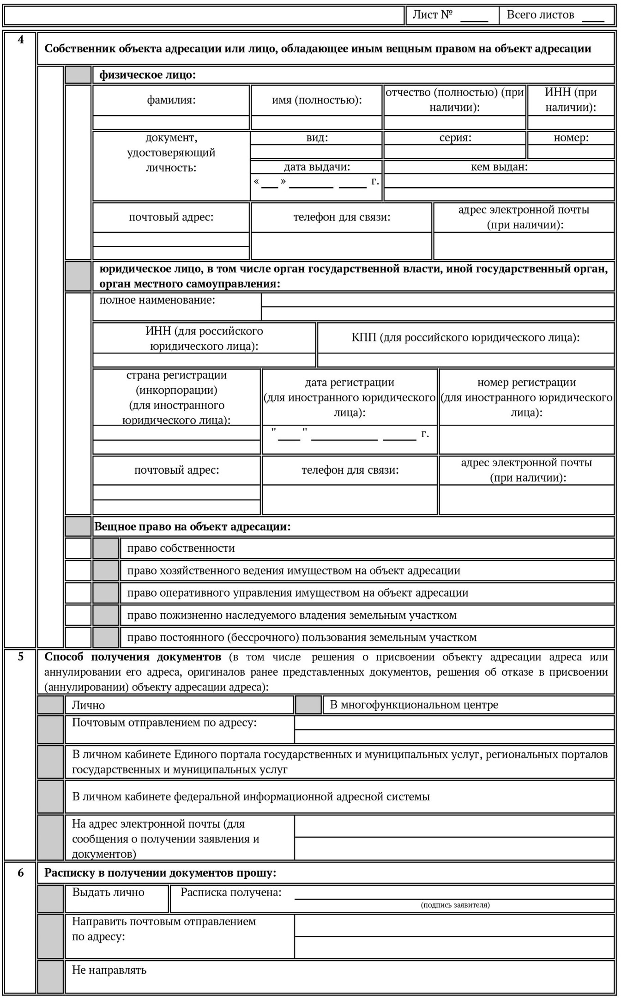 Лист № ____ Всего листов ____
4
Собственник объекта адресации или лицо, обладающее иным вещным правом на объект адресации
физическое лицо:
фамилия: имя (полностью): отчество (полностью) (при наличии): ИНН (при наличии):
документ, удостоверяющий личность: вид: серия: номер:
дата выдачи: кем выдан:
« ___ » ________ _____ г.
почтовый адрес: телефон для связи: адрес электронной почты (при наличии):
юридическое лицо, в том числе орган государственной власти, иной государственный орган,
орган местного самоуправления:
полное наименование:
ИНН (для российского юридического лица): КПП (для российского юридического лица):
страна регистрации (инкорпорации) (для иностранного юридического лица): дата регистрации (для иностранного юридического лица): номер регистрации (для иностранного юридического лица):
" ____ " ____________ ______ г.
почтовый адрес: телефон для связи: адрес электронной почты (при наличии):
Вещное право на объект адресации:
право собственности
право хозяйственного ведения имуществом на объект адресации
право оперативного управления имуществом на объект адресации
право пожизненно наследуемого владения земельным участком
право постоянного (бессрочного) пользования земельным участком
5
Способ получения документов (в том числе решения о присвоении объекту адресации адреса или
аннулировании его адреса, оригиналов ранее представленных документов, решения об отказе в присвоении
(аннулировании) объекту адресации адреса):
Лично В многофункциональном центре
Почтовым отправлением по адресу:
В личном кабинете Единого портала государственных и муниципальных услуг, региональных порталов
государственных и муниципальных услуг
В личном кабинете федеральной информационной адресной системы
На адрес электронной почты (для
сообщения о получении заявления и
документов)
6
Расписку в получении документов прошу:
Выдать лично Расписка получена:
(подпись заявителя)
Направить почтовым отправлением
по адресу:
Не направлять